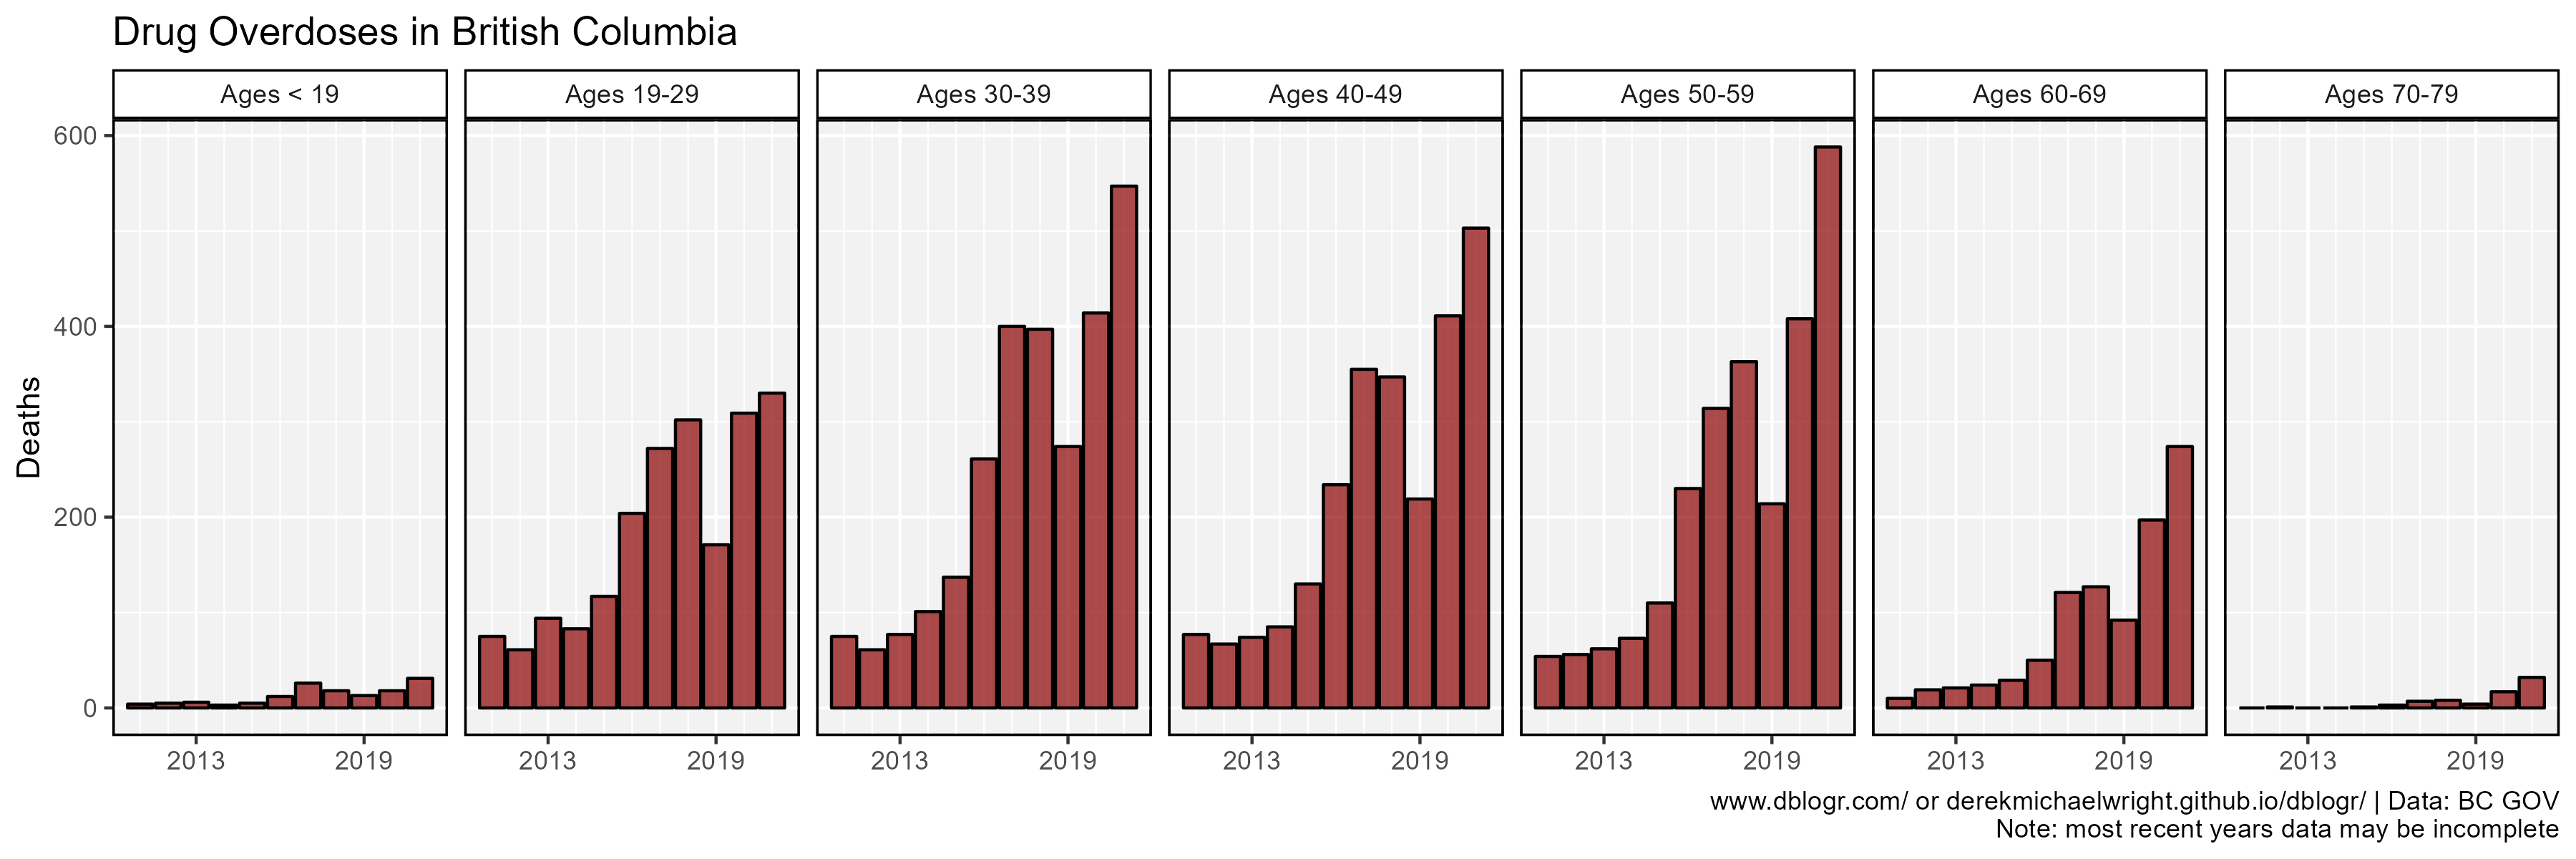 Drug Overdoses in British Columbia
Ages < 19
Ages 19-29
Ages 30-39
Ages 40-49
Ages 50-59
Ages 60-69
Ages 70-79
Deaths
600
400
200
0
2013 2019
2013 2019
2013 2019
2013 2019
2013 2019
2013 2019
2013 2019
www.dblogr.com/ or derekmichaelwright.github.io/dblogr/ | Data: BC GOV
Note: most recent years data may be incomplete